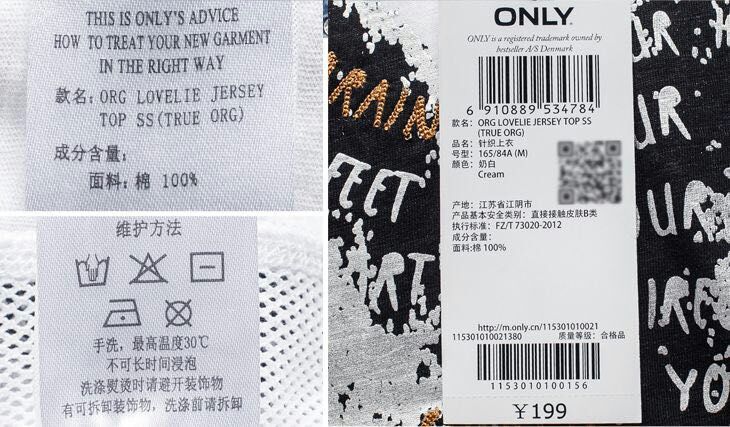 THIS IS ONLY'S ADVICE
HOW TO TREAT YOUR NEW GARMENT
IN THE RIGHT WAY
款名: ORG LOVELIE JERSEY
TOP SS (TRUE ORG)
成分含量:
面料: 棉 100%
维护方法
手洗,最高温度30℃
不可长时间浸泡
洗涤熨烫时请避开装饰物
有可拆卸装饰物,洗涤前请拆卸
ONLY
ONLY is a registered trademark owned by
bestseller A/S Denmark
6 910889 534784
款名: ORG LOVELIE JERSEY TOP SS
(TRUE ORG)
品名: 针织上衣
号型: 165/84A (M)
颜色: 奶白
Cream
产地: 江苏省江阴市
产品基本安全类别: 直接接触皮肤B类
执行标准: FZ/T 73020-2012
成分含量:
面料:棉 100%
http://m.only.cn/115301010021
115301010021380 质量等级: 合格品
1153010100156
¥199
FEET
YO